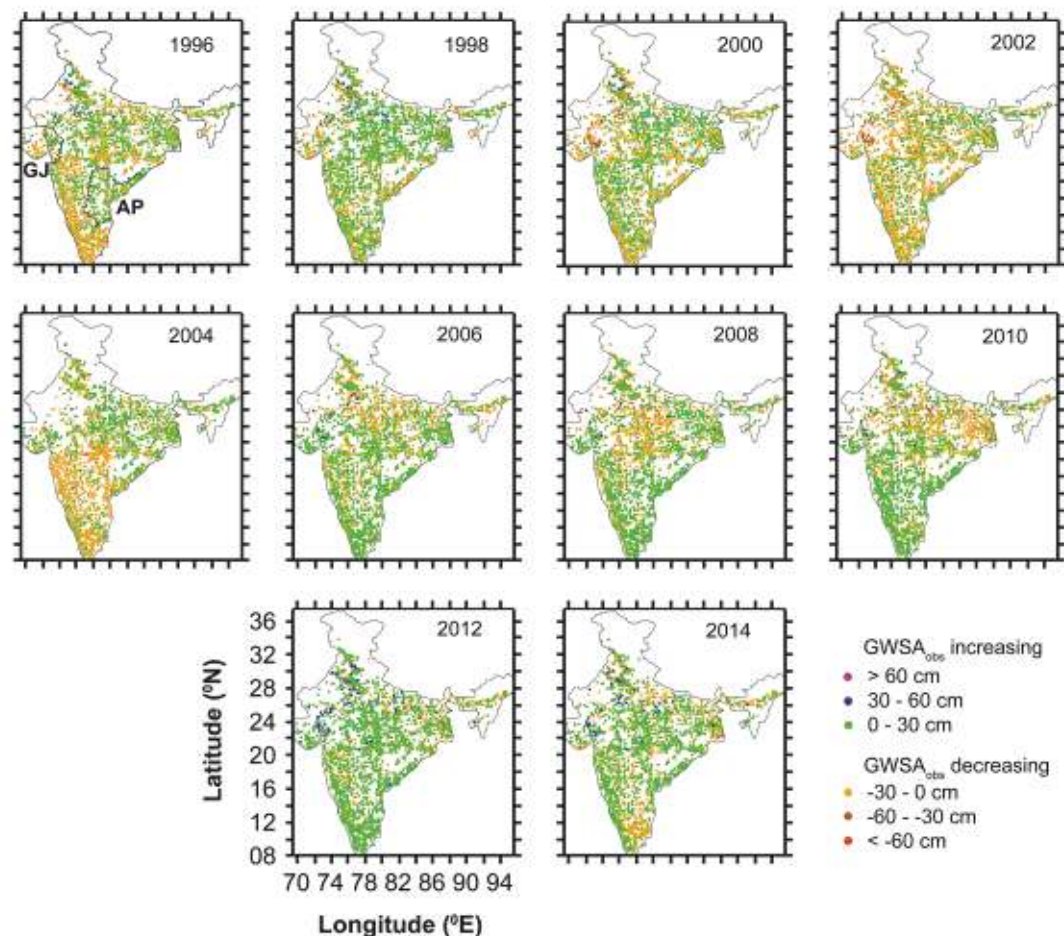 1996
1998
2000
2002
GJ
AP
2004
2006
2008
2010
2012
2014
36
32
28
24
20
16
12
08
Latitude (⁰N)
70 74 78 82 86 90 94
Longitude (⁰E)
GWSAobs increasing
> 60 cm
30 - 60 cm
0 - 30 cm
GWSAobs decreasing
-30 - 0 cm
-60 - -30 cm
< -60 cm